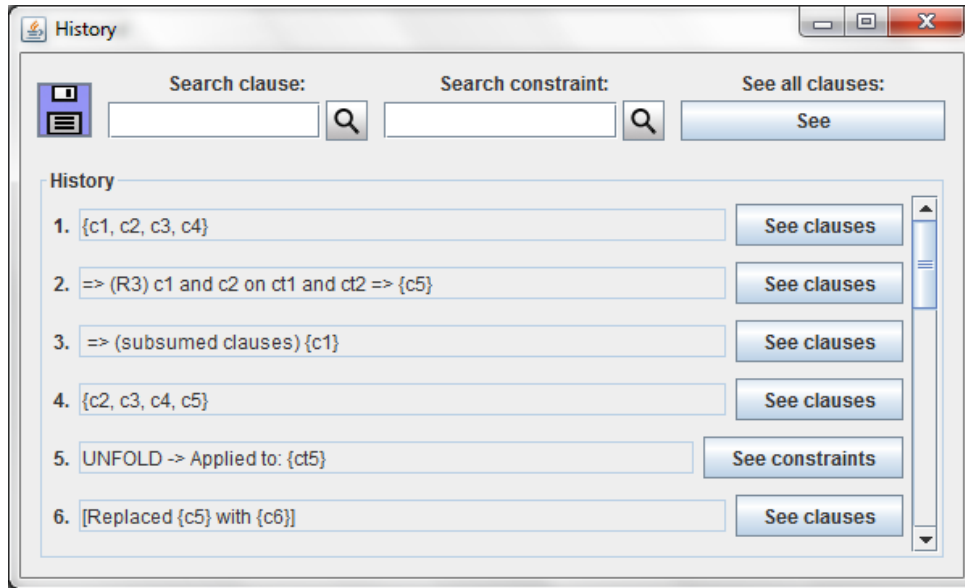 History
Search clause: Search constraint: See all clauses:
See
History
1. {c1, c2, c3, c4} See clauses
2. => (R3) c1 and c2 on ct1 and ct2 => {c5} See clauses
3. => (subsumed clauses) {c1} See clauses
4. {c2, c3, c4, c5} See clauses
5. UNFOLD -> Applied to: {ct5} See constraints
6. [Replaced {c5} with {c6}] See clauses